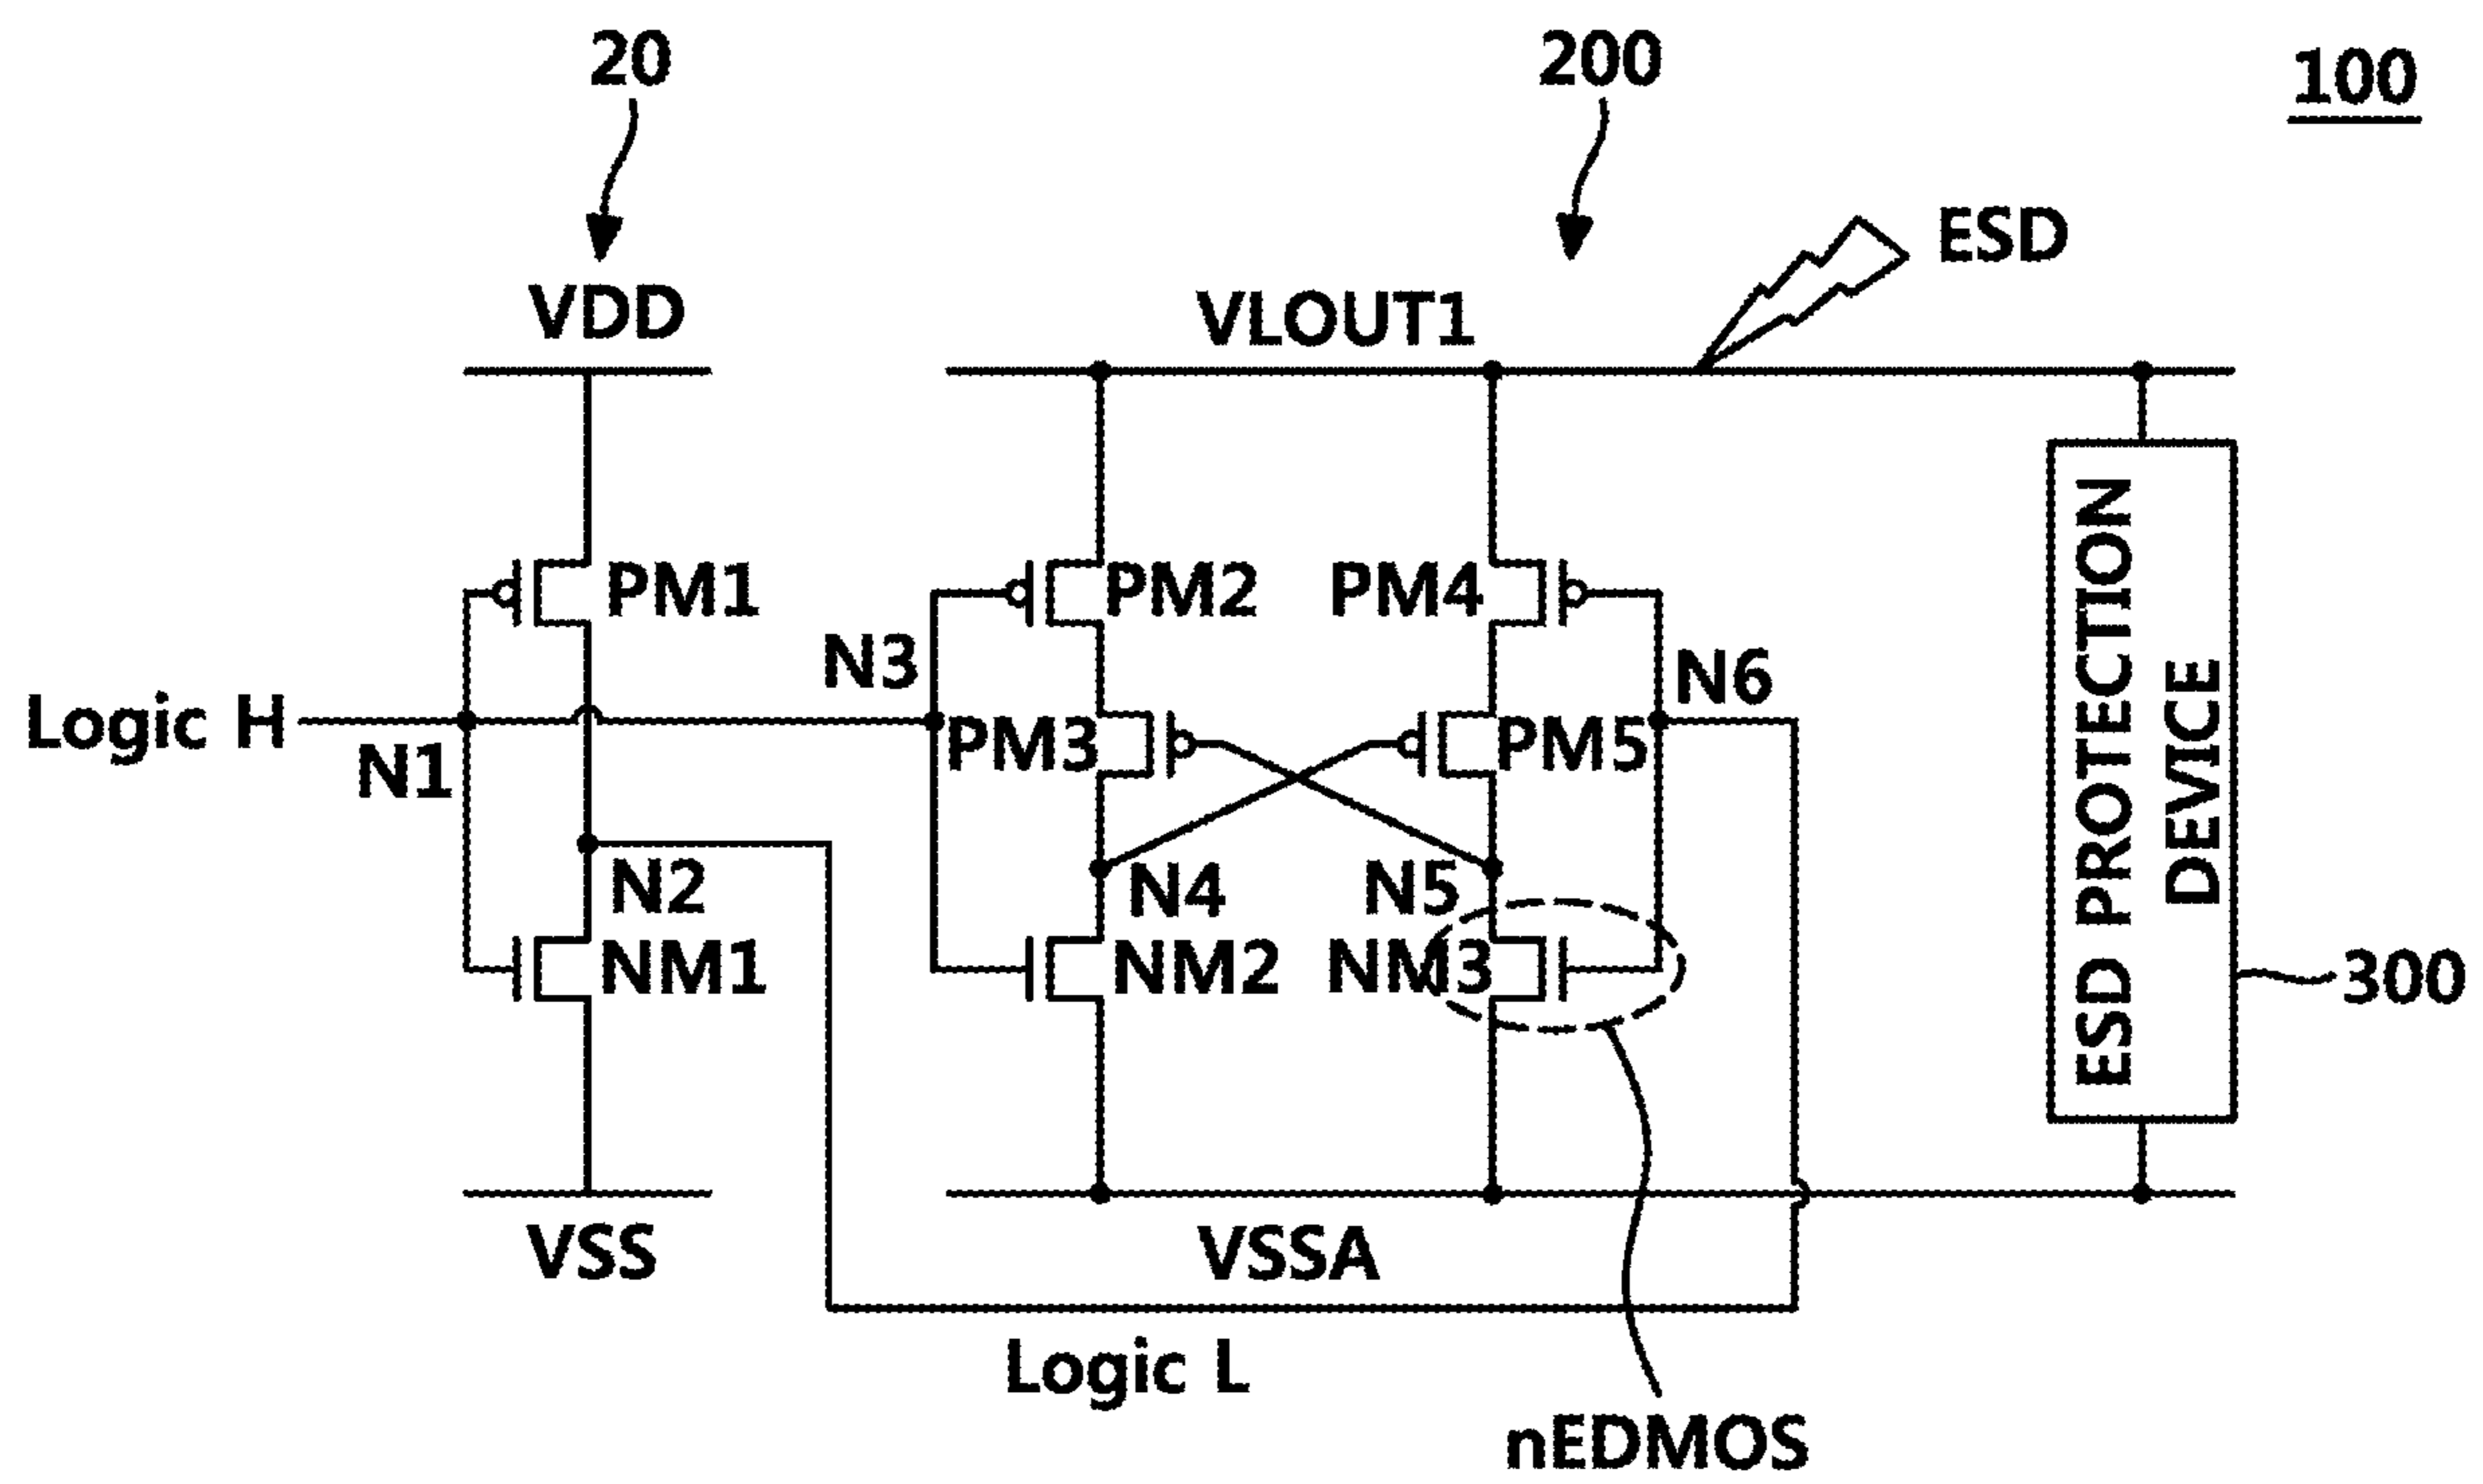 20
200
100
ESD
VDD
VLOUT1
PM1
PM2
PM4
N3
N6
Logic H
N1
PM3
PM5
N2
N4
N5
NM1
NM2
NM3
ESD PROTECTION
DEVICE
300
VSS
VSSA
Logic L
nEDMOS